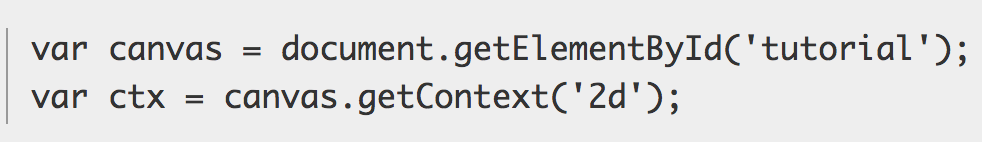 var canvas = document.getElementById('tutorial');
var ctx = canvas.getContext('2d');